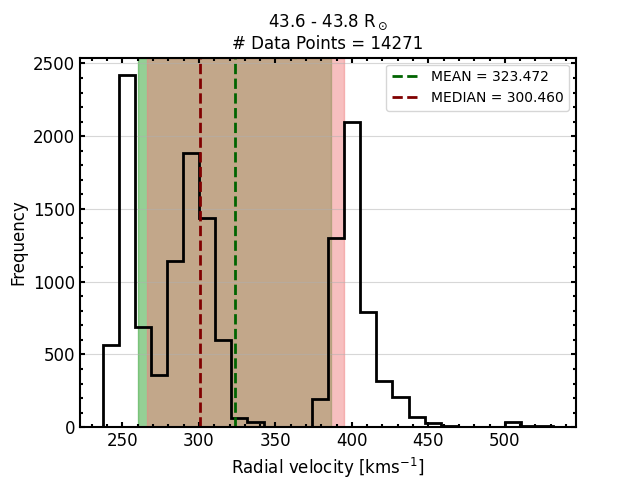 43.6 - 43.8 R⊙
# Data Points = 14271
MEAN = 323.472
MEDIAN = 300.460
Frequency
2500
2000
1500
1000
500
0
250 300 350 400 450 500
Radial velocity [kms⁻¹]